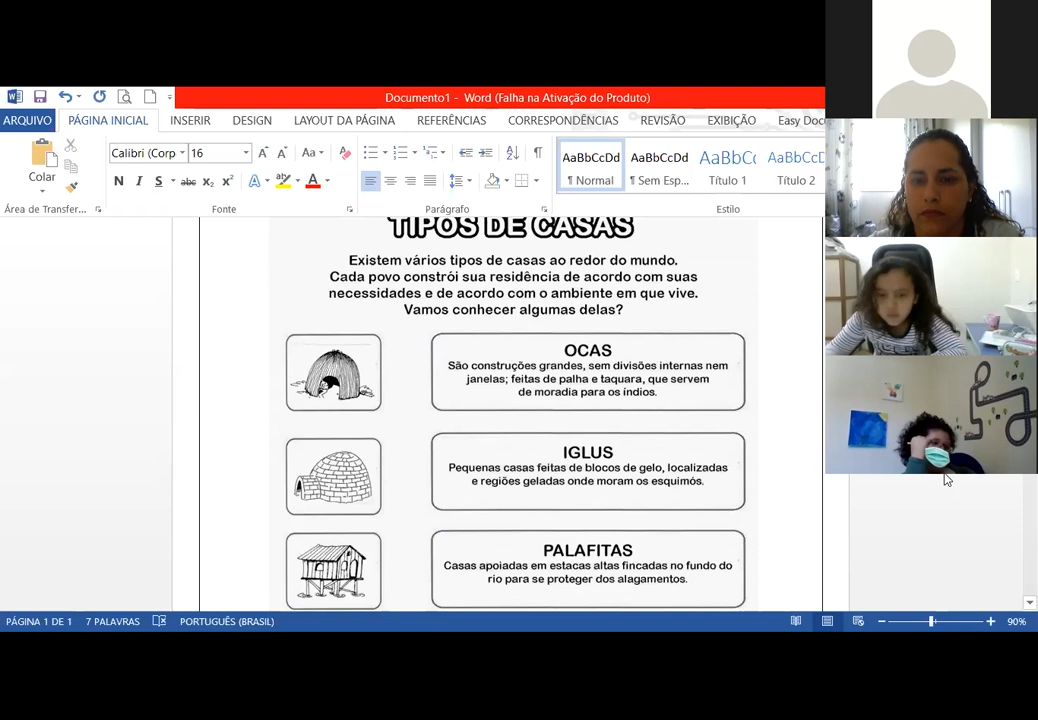 Documento1 - Word (Falha na Ativação do Produto)
ARQUIVO PÁGINA INICIAL INSERIR DESIGN LAYOUT DA PÁGINA REFERÊNCIAS CORRESPONDÊNCIAS REVISÃO EXIBIÇÃO Easy Doc
Calibri (Corp 16 Aa
AaBbCcDd AaBbCcDd AaBbCc AaBbCcD
Colar
N I S abc x₂ x² A A
¶ Normal ¶ Sem Esp... Título 1 Título 2
Área de Transfer... Fonte Parágrafo Estilo
TIPOS DE CASAS
Existem vários tipos de casas ao redor do mundo.
Cada povo constrói sua residência de acordo com suas
necessidades e de acordo com o ambiente em que vive.
Vamos conhecer algumas delas?
OCAS
São construções grandes, sem divisões internas nem
janelas; feitas de palha e taquara, que servem
de moradia para os índios.
IGLUS
Pequenas casas feitas de blocos de gelo, localizadas
e regiões geladas onde moram os esquimós.
PALAFITAS
Casas apoiadas em estacas altas fincadas no fundo do
rio para se proteger dos alagamentos.
PÁGINA 1 DE 1 7 PALAVRAS PORTUGUÊS (BRASIL) 90%